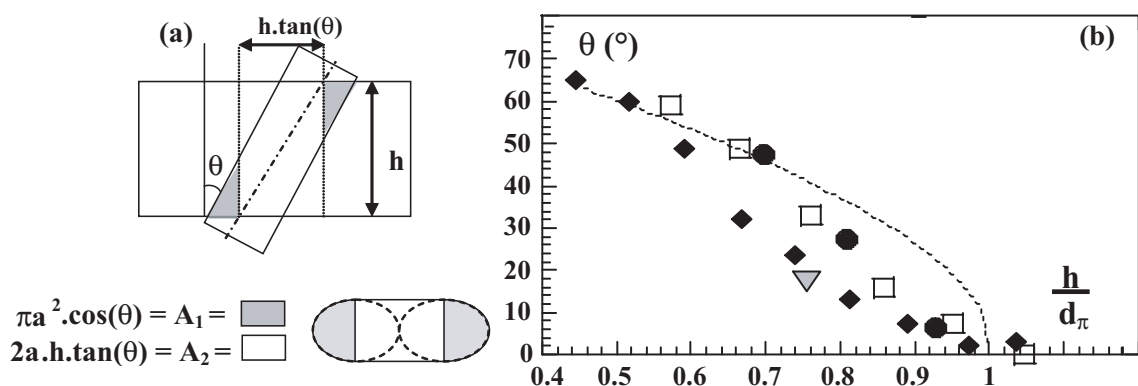 (a)
h.tan(θ)
θ
h
πa².cos(θ) = A₁ =
2a.h.tan(θ) = A₂ =
(b)
θ (°)
70
60
50
40
30
20
10
0
h
dπ
0.4 0.5 0.6 0.7 0.8 0.9 1